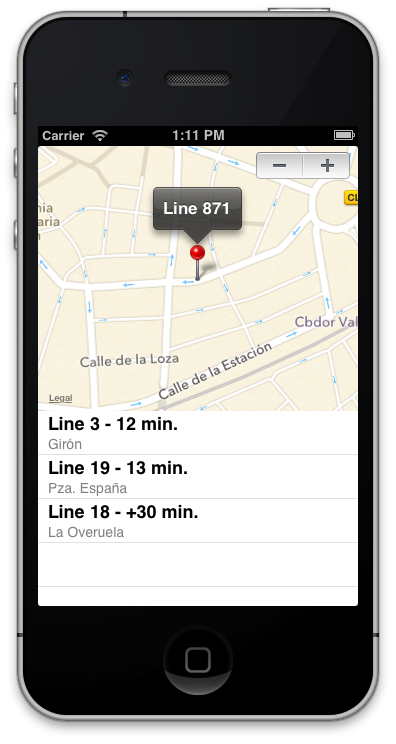 Carrier 1:11 PM
Line 871
CL
nia
aria
Cbdor Val
Calle de la Loza
Calle de la Estación
Legal
Line 3 - 12 min.
Girón
Line 19 - 13 min.
Pza. España
Line 18 - +30 min.
La Overuela